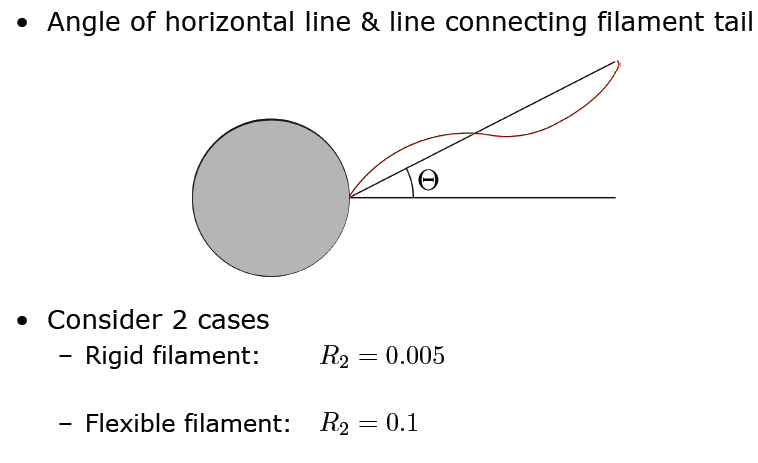 • Angle of horizontal line & line connecting filament tail
Θ
• Consider 2 cases
– Rigid filament: R₂ = 0.005
– Flexible filament: R₂ = 0.1